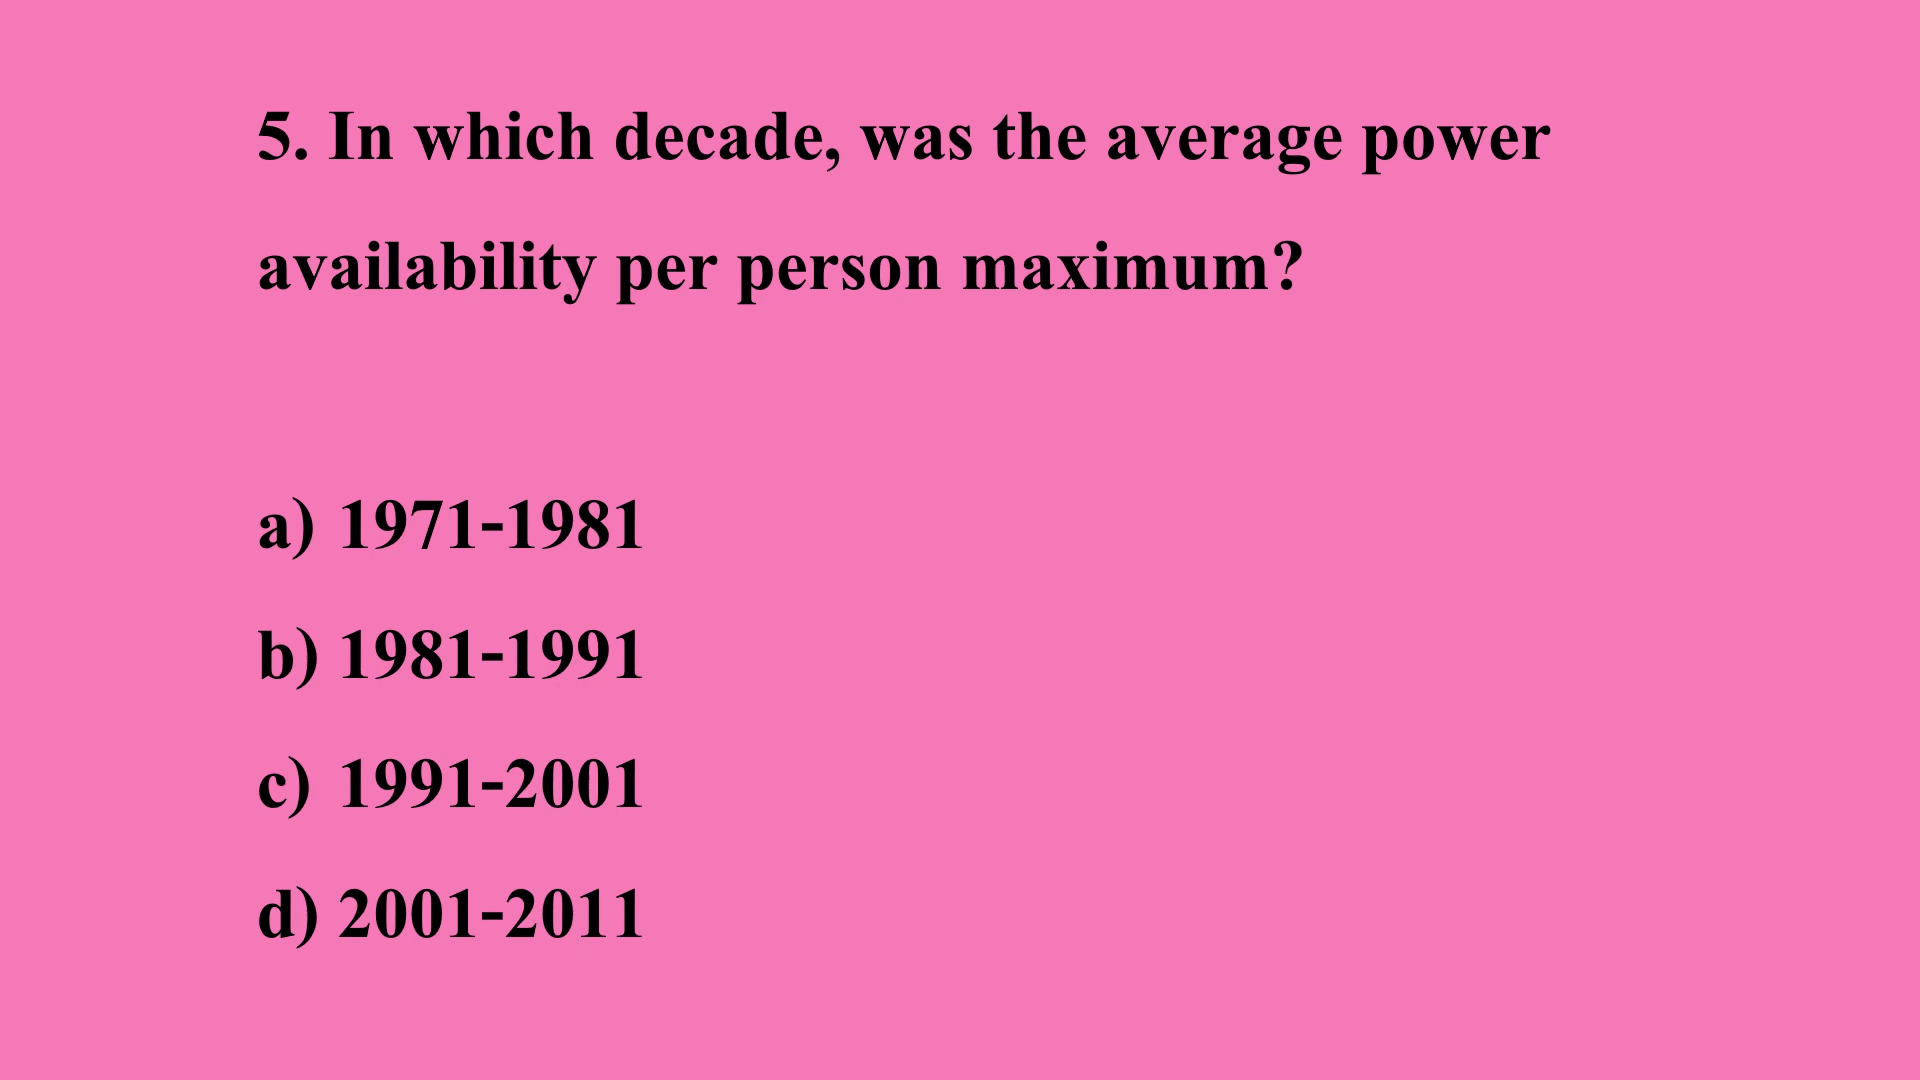 5. In which decade, was the average power
availability per person maximum?
a) 1971-1981
b) 1981-1991
c) 1991-2001
d) 2001-2011